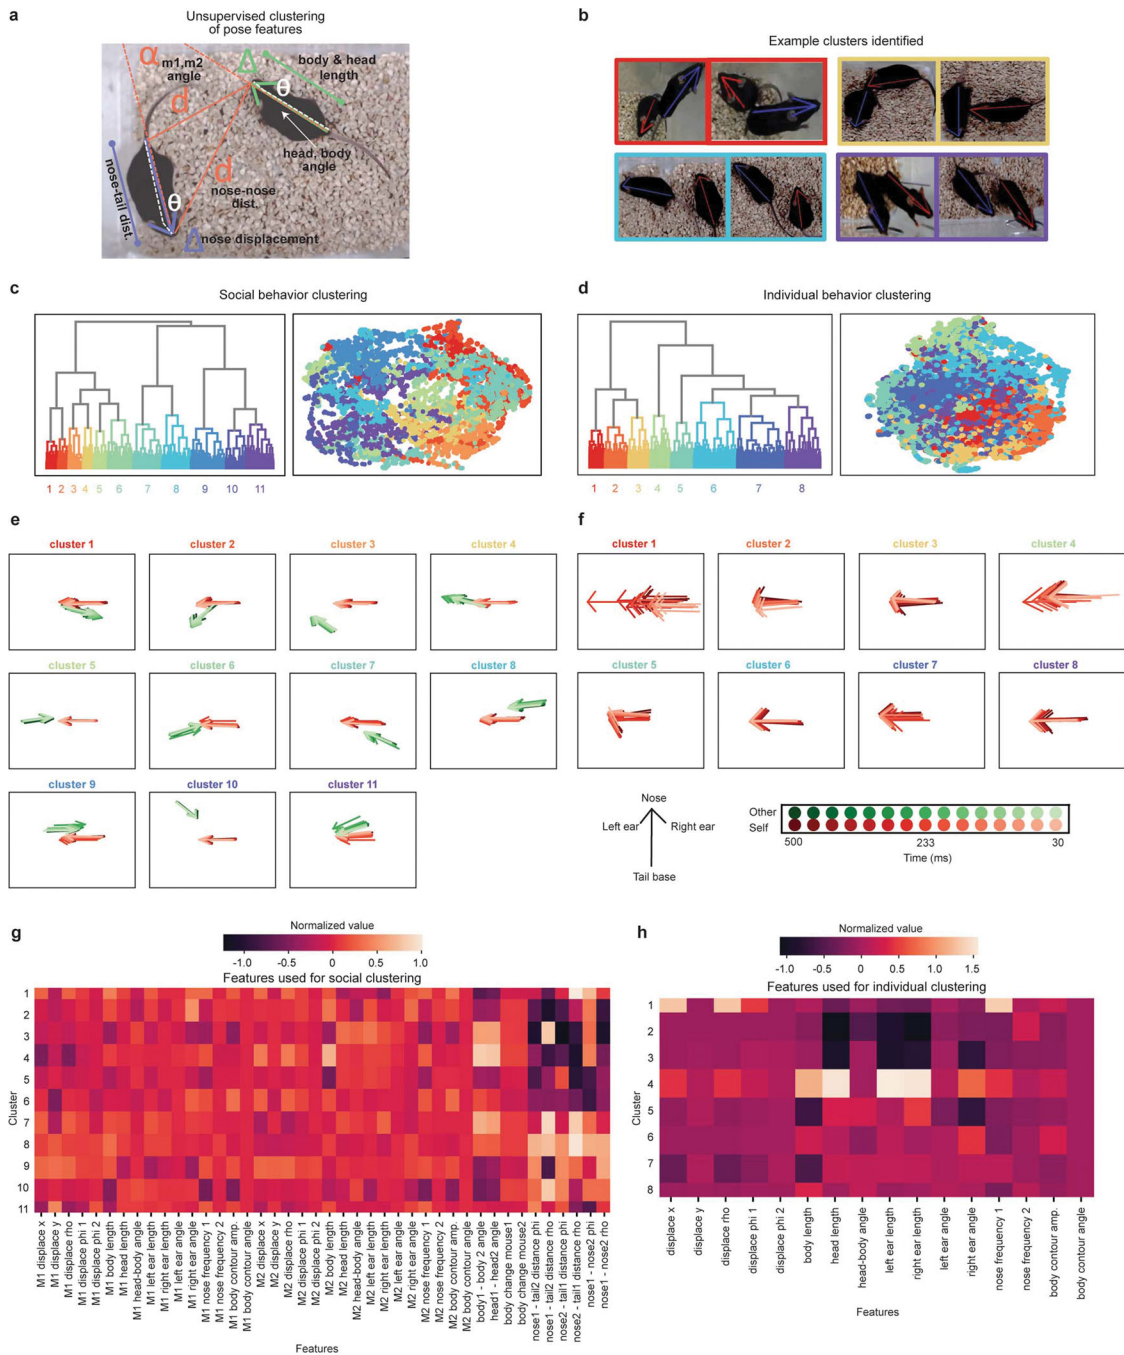 a
Unsupervised clustering
of pose features
α
m1,m2
angle
Δ
body & head
length
θ
d
head, body
angle
d
nose-nose
dist.
nose-tail dist.
θ
Δ
nose displacement
b
Example clusters identified
c
Social behavior clustering
1 2 3 4 5 6 7 8 9 10 11
d
Individual behavior clustering
1 2 3 4 5 6 7 8
e
cluster 1
cluster 2
cluster 3
cluster 4
cluster 5
cluster 6
cluster 7
cluster 8
cluster 9
cluster 10
cluster 11
f
cluster 1
cluster 2
cluster 3
cluster 4
cluster 5
cluster 6
cluster 7
cluster 8
Nose
Left ear
Right ear
Tail base
Other
Self
500 233 30
Time (ms)
g
Normalized value
-1.0 -0.5 0 0.5 1.0
Features used for social clustering
1
2
3
4
5
6
7
8
9
10
11
Cluster
M1 displace x
M1 displace y
M1 displace rho
M1 displace phi 1
M1 displace phi 2
M1 body length
M1 head length
M1 head-body angle
M1 left ear length
M1 right ear length
M1 left ear angle
M1 right ear angle
M1 nose frequency 1
M1 nose frequency 2
M1 body contour amp.
M1 body contour angle
M2 displace x
M2 displace y
M2 displace rho
M2 displace phi 1
M2 displace phi 2
M2 body length
M2 head length
M2 head-body angle
M2 left ear length
M2 right ear length
M2 left ear angle
M2 right ear angle
M2 nose frequency 1
M2 nose frequency 2
M2 body contour amp.
M2 body contour angle
body1 - body 2 angle
head1 - head2 angle
body change mouse1
body change mouse2
nose1 - tail2 distance phi
nose1 - tail2 distance rho
nose2 - tail1 distance phi
nose2 - tail1 distance rho
nose1 - nose2 phi
nose1 - nose2 rho
Features
h
Normalized value
-1.0 -0.5 0 0.5 1.0 1.5
Features used for individual clustering
1
2
3
4
5
6
7
8
Cluster
displace x
displace y
displace rho
displace phi 1
displace phi 2
body length
head length
head-body angle
left ear length
right ear length
left ear angle
right ear angle
nose frequency 1
nose frequency 2
body contour amp.
body contour angle
Features